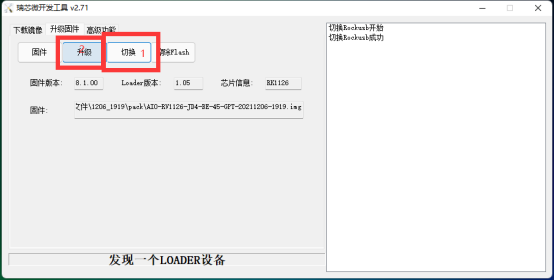 瑞芯微开发工具 v2.71
下载镜像 升级固件 高级功能
固件 升级 2 切换 1 擦除Flash
固件版本: 8.1.00 Loader版本: 1.05 芯片信息: RK1126
固件: 文件\1206_1919\pack\AIO-RV1126-JD4-BE-45-GPT-20211206-1919.img
发现一个LOADER设备
切换Rockusb开始
切换Rockusb成功